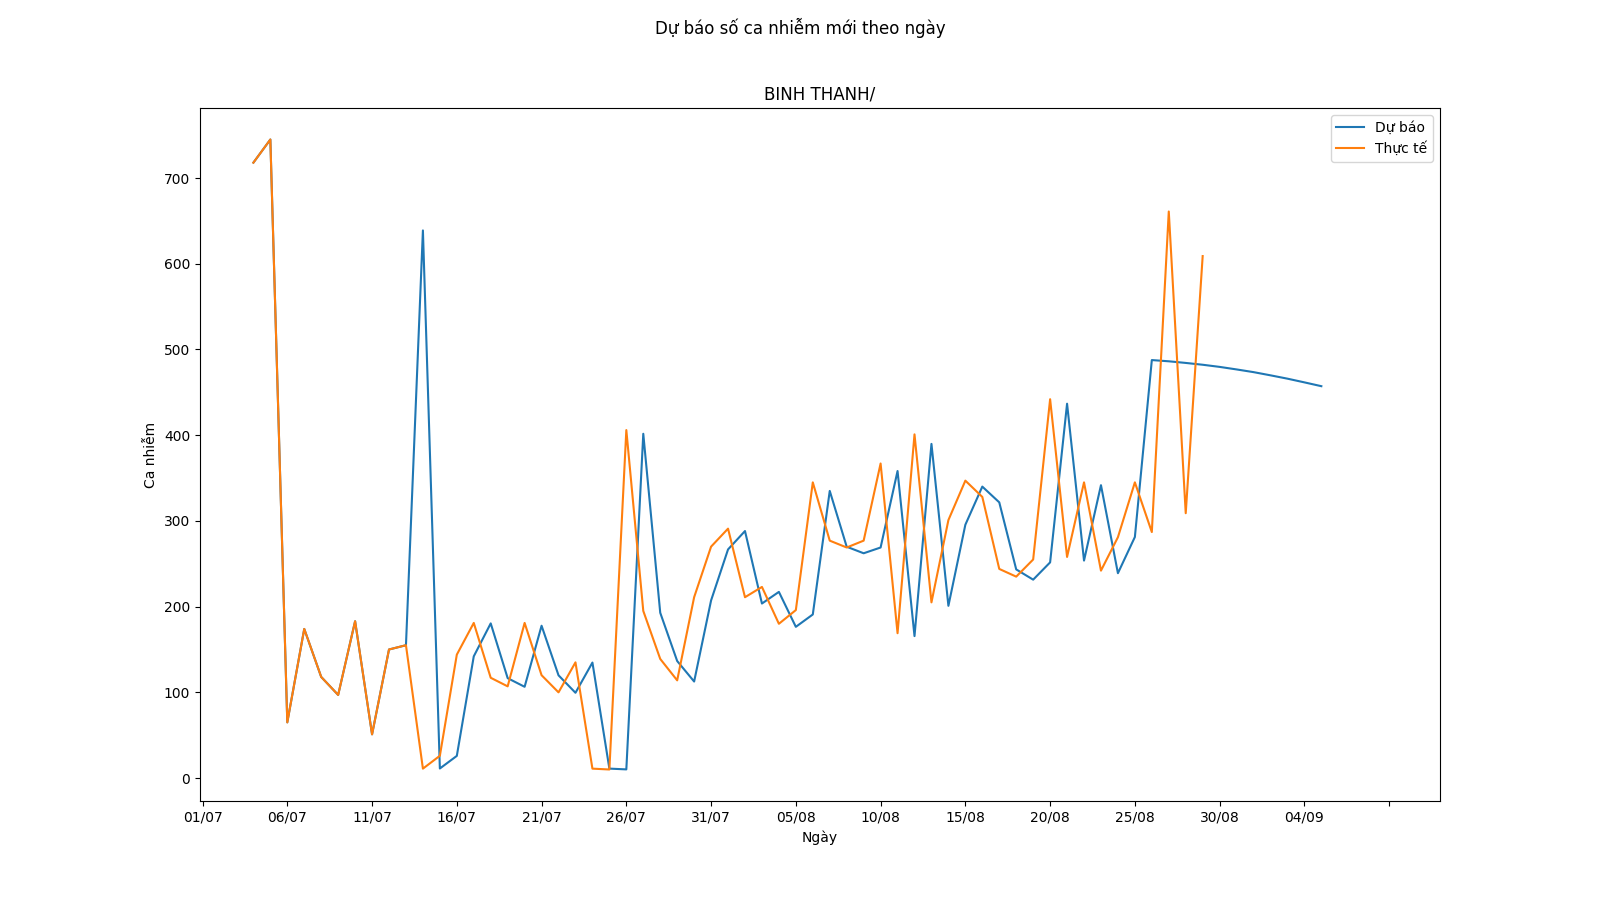 Dự báo số ca nhiễm mới theo ngày
BINH THANH/
Dự báo
Thực tế
700
600
500
400
300
200
100
0
Ca nhiễm
01/07 06/07 11/07 16/07 21/07 26/07 31/07 05/08 10/08 15/08 20/08 25/08 30/08 04/09
Ngày